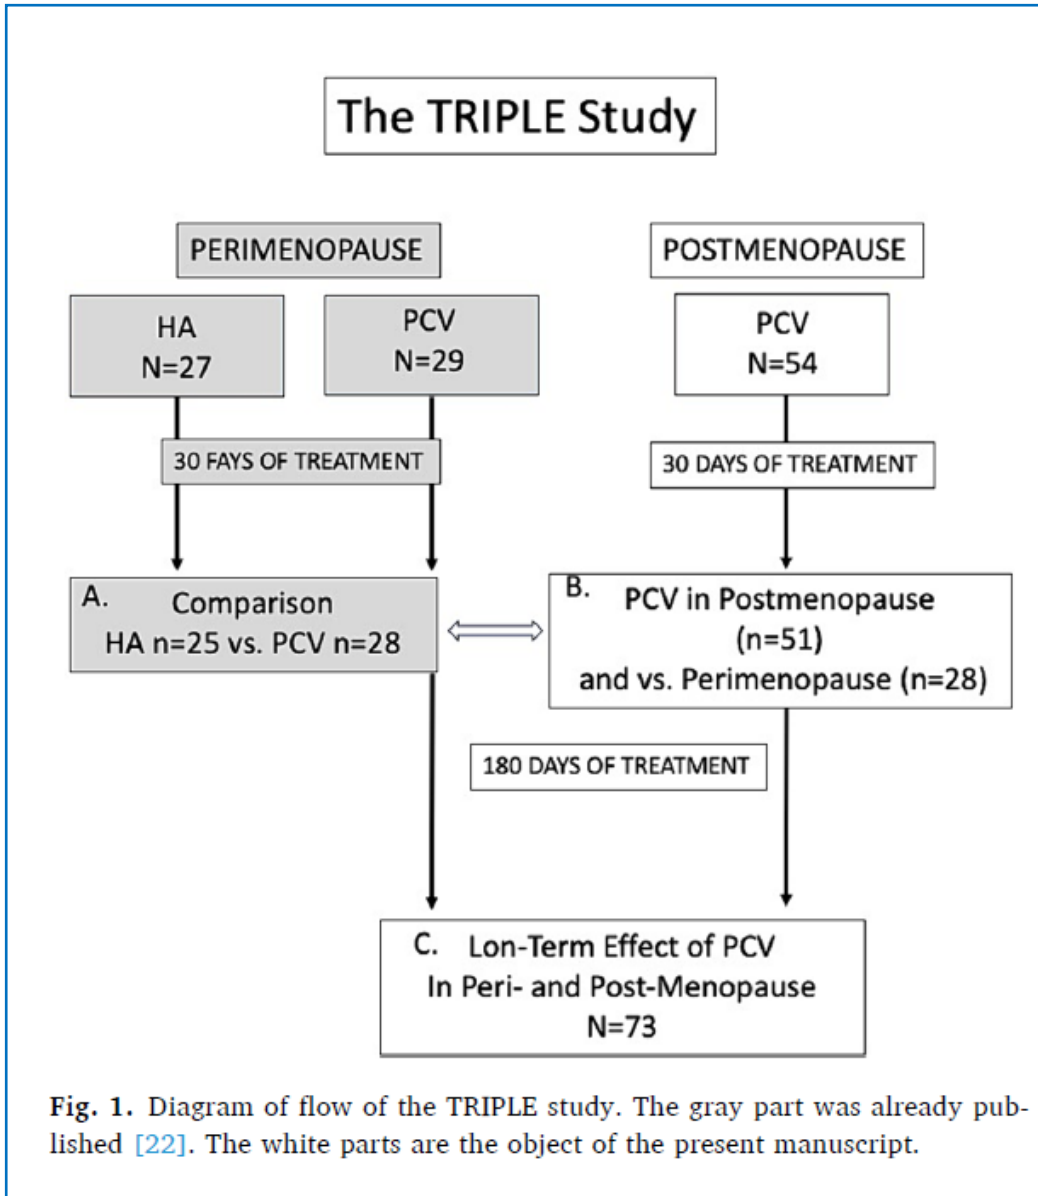 The TRIPLE Study
PERIMENOPAUSE
POSTMENOPAUSE
HA
N=27
PCV
N=29
PCV
N=54
30 FAYS OF TREATMENT
30 DAYS OF TREATMENT
A.
Comparison
HA n=25 vs. PCV n=28
B.
PCV in Postmenopause
(n=51)
and vs. Perimenopause (n=28)
180 DAYS OF TREATMENT
C. Lon-Term Effect of PCV
In Peri- and Post-Menopause
N=73
Fig. 1. Diagram of flow of the TRIPLE study. The gray part was already pub-
lished [22]. The white parts are the object of the present manuscript.